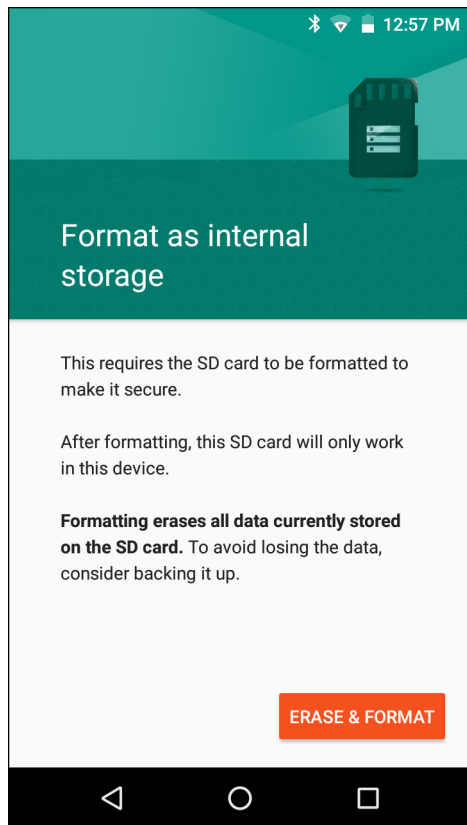 12:57 PM
Format as internal
storage
This requires the SD card to be formatted to
make it secure.
After formatting, this SD card will only work
in this device.
Formatting erases all data currently stored
on the SD card. To avoid losing the data,
consider backing it up.
ERASE & FORMAT